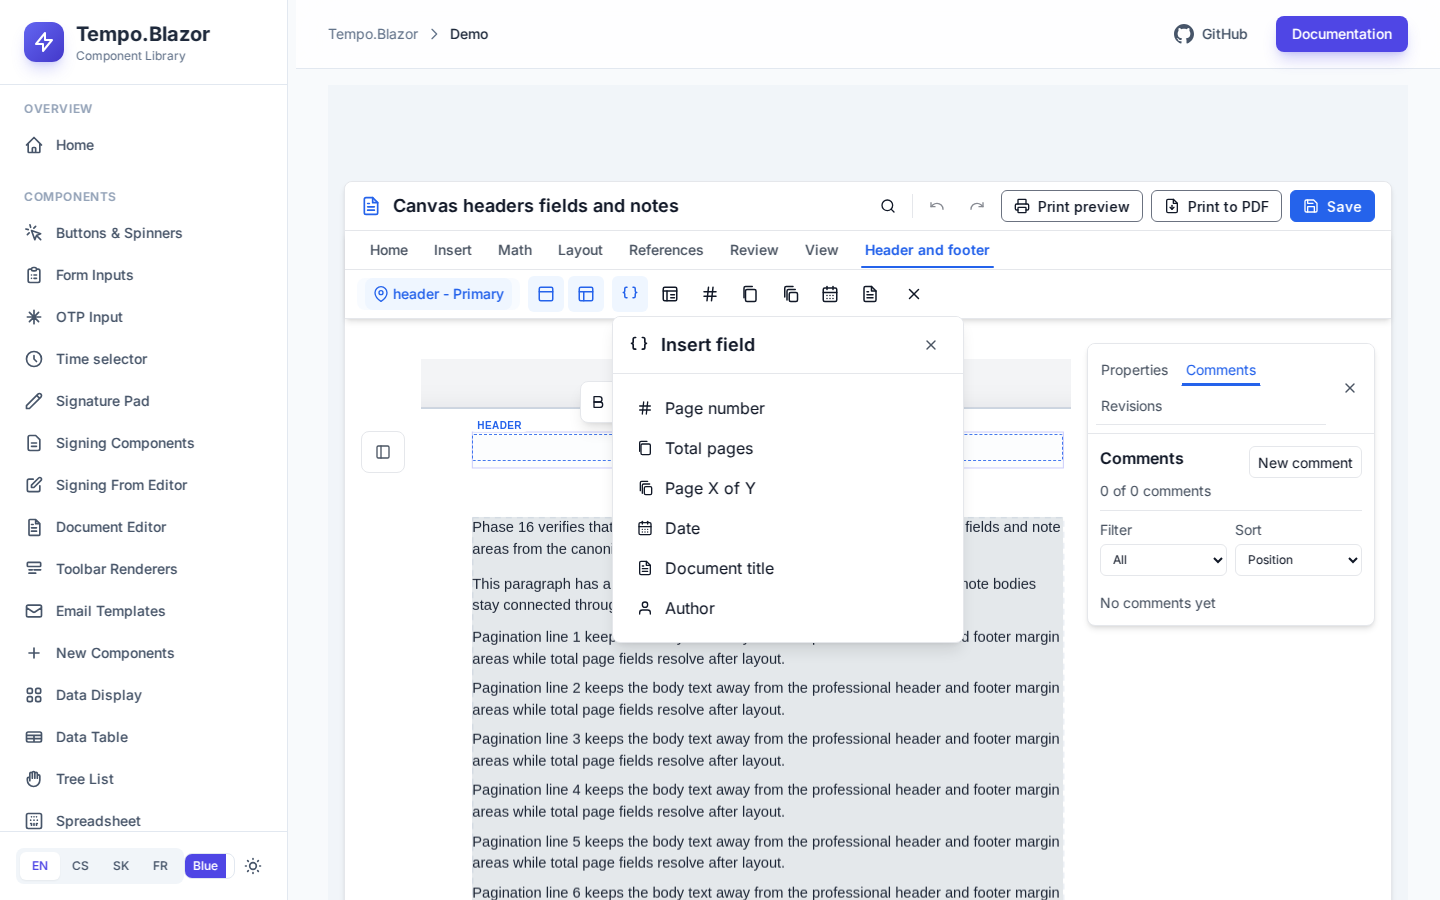 Tempo.Blazor
Component Library
OVERVIEW
Home
COMPONENTS
Buttons & Spinners
Form Inputs
OTP Input
Time selector
Signature Pad
Signing Components
Signing From Editor
Document Editor
Toolbar Renderers
Email Templates
New Components
Data Display
Data Table
Tree List
Spreadsheet
EN CS SK FR Blue
Tempo.Blazor > Demo
GitHub
Documentation
Canvas headers fields and notes
Print preview
Print to PDF
Save
Home Insert Math Layout References Review View Header and footer
header - Primary
Insert field
Page number
Total pages
Page X of Y
Date
Document title
Author
B
HEADER
Phase 16 verifies that fields and note
areas from the canon
This paragraph has a note bodies
stay connected throug
Pagination line 1 keep d footer margin
areas while total page fields resolve after layout.
Pagination line 2 keeps the body text away from the professional header and footer margin
areas while total page fields resolve after layout.
Pagination line 3 keeps the body text away from the professional header and footer margin
areas while total page fields resolve after layout.
Pagination line 4 keeps the body text away from the professional header and footer margin
areas while total page fields resolve after layout.
Pagination line 5 keeps the body text away from the professional header and footer margin
areas while total page fields resolve after layout.
Pagination line 6 keeps the body text away from the professional header and footer margin
Properties Comments
Revisions
Comments
New comment
0 of 0 comments
Filter Sort
All Position
No comments yet